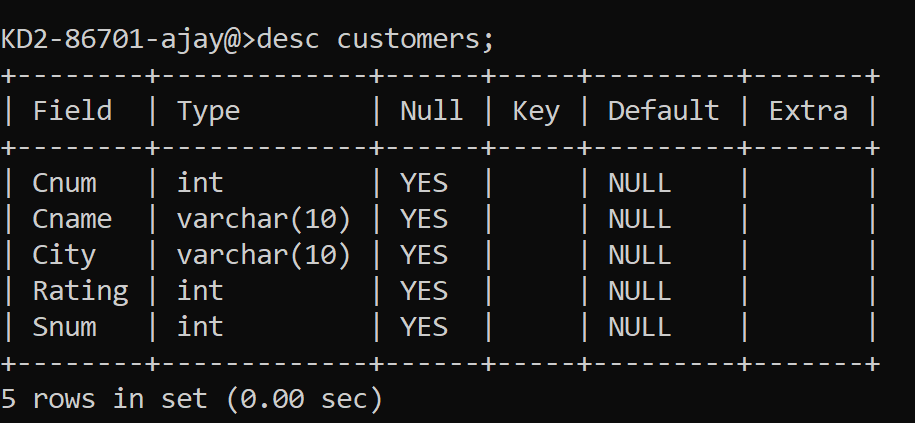 KD2-86701-ajay@>desc customers;
+--------+-------------+------+-----+---------+-------+
| Field  | Type        | Null | Key | Default | Extra |
+--------+-------------+------+-----+---------+-------+
| Cnum   | int         | YES  |     | NULL    |       |
| Cname  | varchar(10) | YES  |     | NULL    |       |
| City   | varchar(10) | YES  |     | NULL    |       |
| Rating | int         | YES  |     | NULL    |       |
| Snum   | int         | YES  |     | NULL    |       |
+--------+-------------+------+-----+---------+-------+
5 rows in set (0.00 sec)